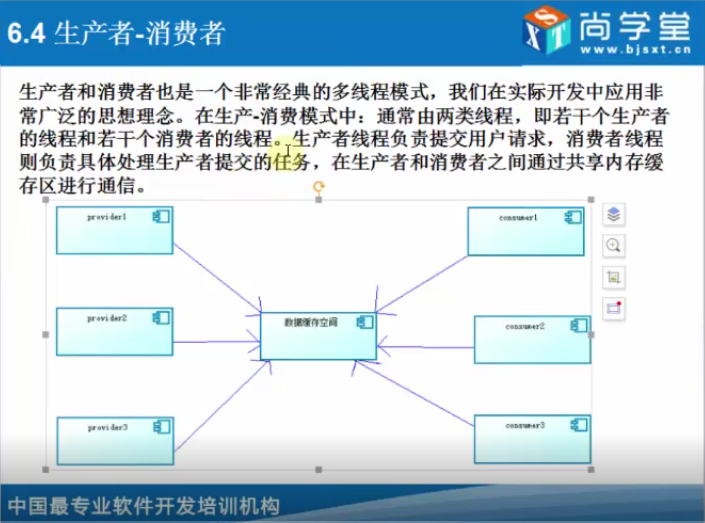 6.4 生产者-消费者
尚学堂
www.bjsxt.cn
生产者和消费者也是一个非常经典的多线程模式，我们在实际开发中应用非
常广泛的思想理念。在生产-消费模式中：通常由两类线程，即若干个生产者
的线程和若干个消费者的线程。生产者线程负责提交用户请求，消费者线程
则负责具体处理生产者提交的任务，在生产者和消费者之间通过共享内存缓
存区进行通信。
provider1
consumer1
数据缓存空间
provider2
consumer2
provider3
consumer3
中国最专业软件开发培训机构